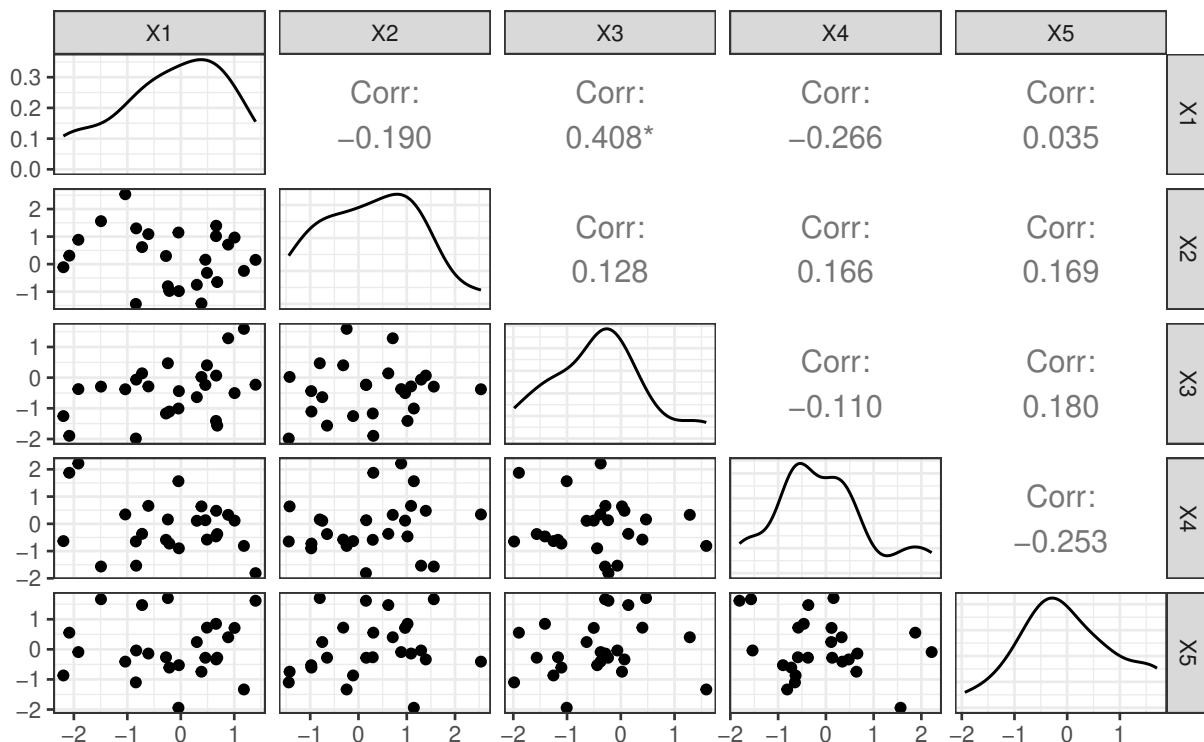 X1 X2 X3 X4 X5
0.3
0.2
0.1
0.0
Corr:
−0.190
Corr:
0.408*
Corr:
−0.266
Corr:
0.035
X1
2
1
0
−1
Corr:
0.128
Corr:
0.166
Corr:
0.169
X2
1
0
−1
−2
Corr:
−0.110
Corr:
0.180
X3
2
1
0
−1
−2
Corr:
−0.253
X4
1
0
−1
−2
X5
−2 −1 0 1
−1 0 1 2
−2 −1 0 1
−2 −1 0 1 2
−2 −1 0 1